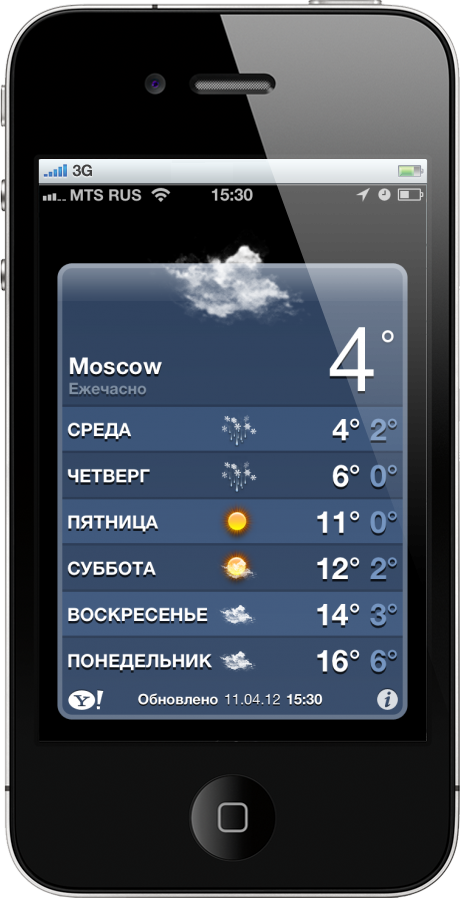 3G
MTS RUS 15:30
4°
Moscow
Ежечасно
СРЕДА 4° 2°
ЧЕТВЕРГ 6° 0°
ПЯТНИЦА 11° 0°
СУББОТА 12° 2°
ВОСКРЕСЕНЬЕ 14° 3°
ПОНЕДЕЛЬНИК 16° 6°
Y! Обновлено 11.04.12 15:30 i